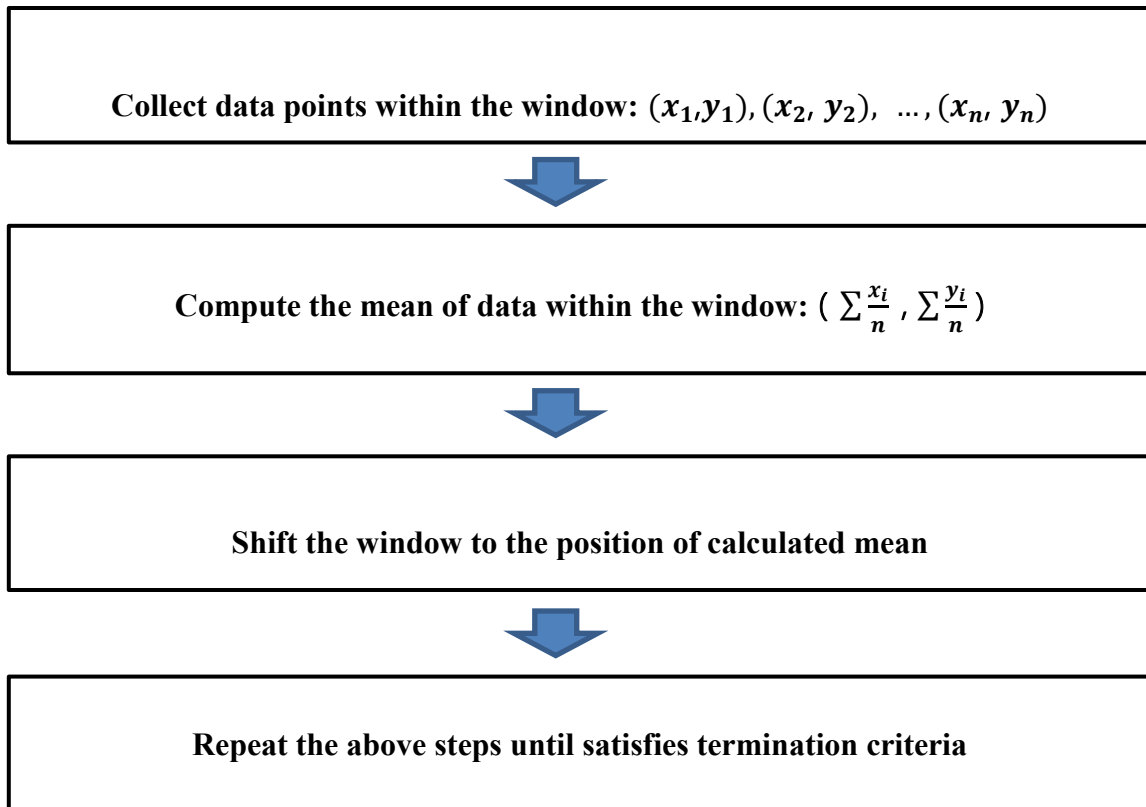 Collect data points within the window: (x₁,y₁), (x₂, y₂), …, (xₙ, yₙ)
Compute the mean of data within the window: ( ∑ xᵢ/n , ∑ yᵢ/n )
Shift the window to the position of calculated mean
Repeat the above steps until satisfies termination criteria